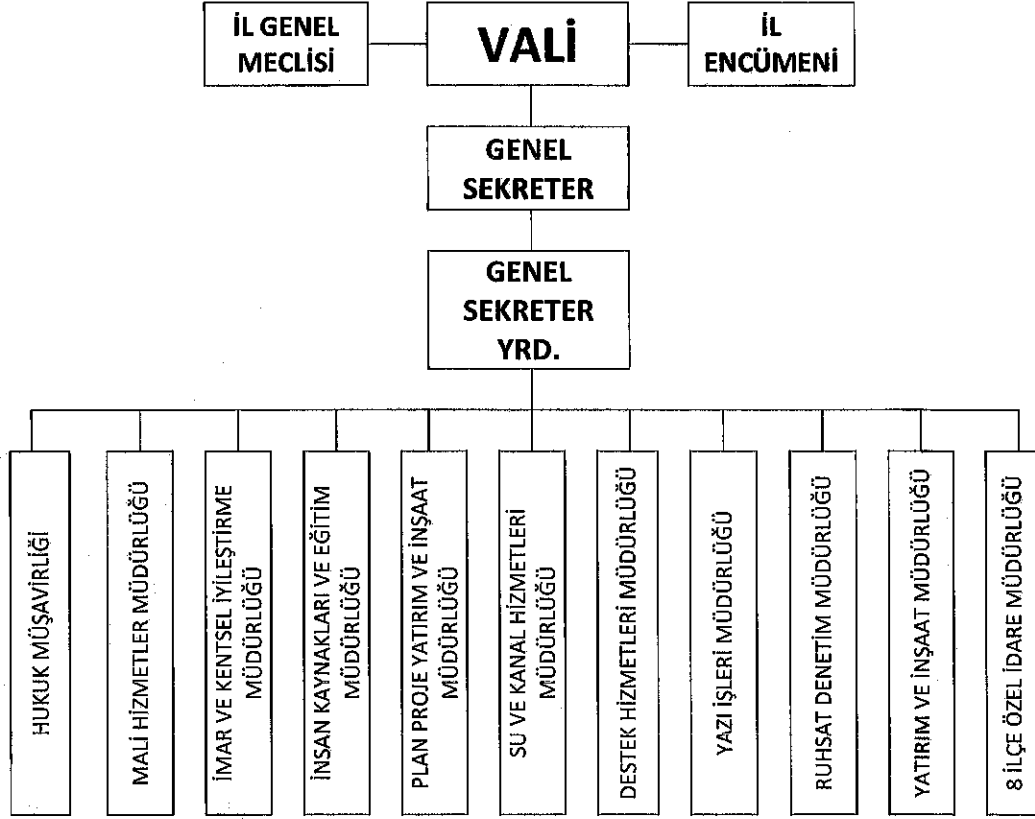 İL GENEL
MECLİSİ
VALİ
İL
ENCÜMENİ
GENEL
SEKRETER
GENEL
SEKRETER
YRD.
HUKUK MÜŞAVİRLİĞİ
MALİ HİZMETLER MÜDÜRLÜĞÜ
İMAR VE KENTSEL İYİLEŞTİRME
MÜDÜRLÜĞÜ
İNSAN KAYNAKLARI VE EĞİTİM
MÜDÜRLÜĞÜ
PLAN PROJE YATIRIM VE İNŞAAT
MÜDÜRLÜĞÜ
SU VE KANAL HİZMETLERİ
MÜDÜRLÜĞÜ
DESTEK HİZMETLERİ MÜDÜRLÜĞÜ
YAZI İŞLERİ MÜDÜRLÜĞÜ
RUHSAT DENETİM MÜDÜRLÜĞÜ
YATIRIM VE İNŞAAT MÜDÜRLÜĞÜ
8 İLÇE ÖZEL İDARE MÜDÜRLÜĞÜ